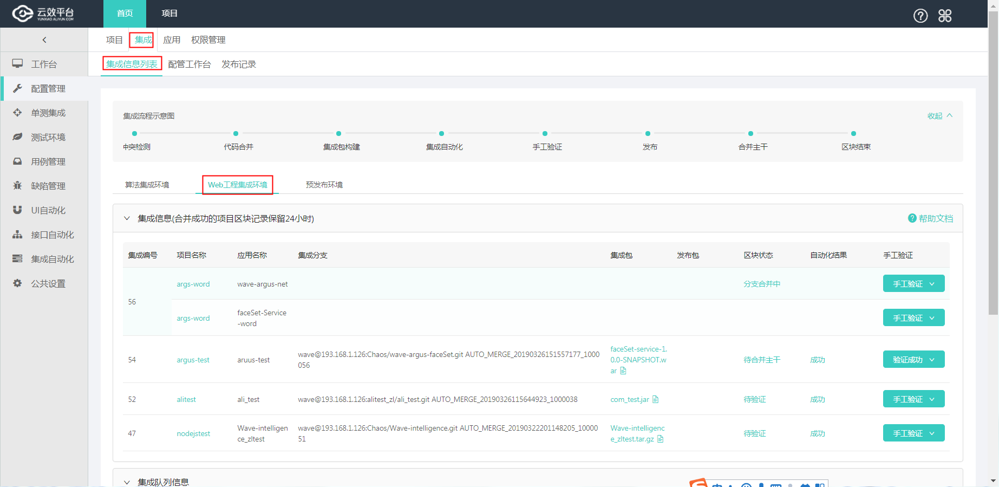 云效平台
YUNXIAO.ALIYUN.COM
首页
项目
项目
集成
应用
权限管理
集成信息列表
配管工作台
发布记录
工作台
配置管理
单测集成
测试环境
用例管理
缺陷管理
UI自动化
接口自动化
集成自动化
公共设置
集成流程示意图
收起
冲突检测
代码合并
集成包构建
集成自动化
手工验证
发布
合并主干
区块结束
算法集成环境
Web工程集成环境
预发布环境
集成信息(合并成功的项目区块记录保留24小时)
帮助文档
集成编号
项目名称
应用名称
集成分支
集成包
发布包
区块状态
自动化结果
手工验证
56
args-word
wave-argus-net
分支合并中
手工验证
args-word
faceSet-Service
-word
手工验证
54
argus-test
aruus-test
wave@193.168.1.126:Chaos/wave-argus-faceSet.git AUTO_MERGE_20190326151557177_1000
056
faceSet-service-1.
0.0-SNAPSHOT.w
ar
待合并主干
成功
验证成功
52
alitest
ali_test
wave@193.168.1.126:alitest_zl/ali_test.git AUTO_MERGE_20190326115644923_1000038
com_test.jar
待验证
成功
手工验证
47
nodejstest
Wave-intelligen
ce_zltest
wave@193.168.1.126:Chaos/Wave-intelligence.git AUTO_MERGE_20190322201148205_10000
51
Wave-intelligenc
e_zltest.tar.gz
待验证
成功
手工验证
集成队列信息